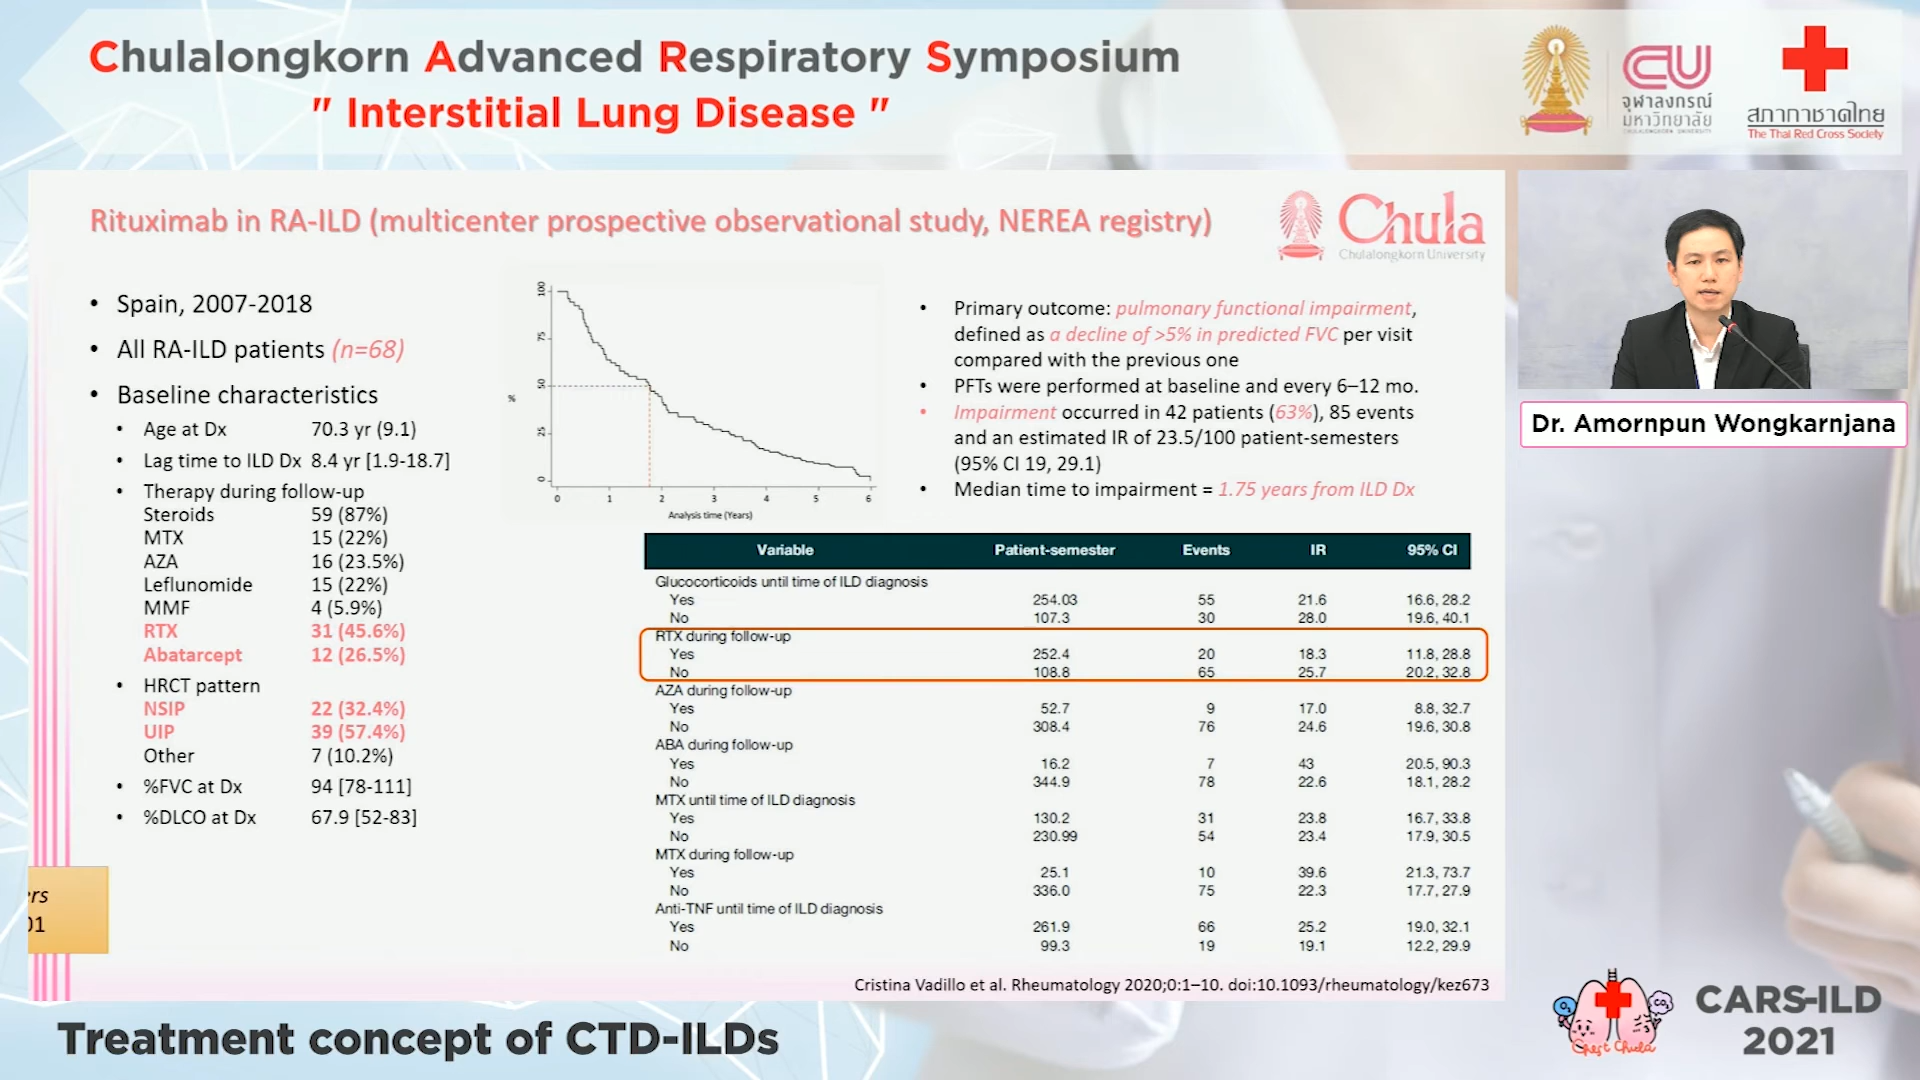 Chulalongkorn Advanced Respiratory Symposium
" Interstitial Lung Disease "
จุฬาลงกรณ์
มหาวิทยาลัย
CHULALONGKORN UNIVERSITY
สภากาชาดไทย
The Thai Red Cross Society
Rituximab in RA-ILD (multicenter prospective observational study, NEREA registry)
Chula
Chulalongkorn University
• Spain, 2007-2018
• All RA-ILD patients (n=68)
• Baseline characteristics
• Age at Dx 70.3 yr (9.1)
• Lag time to ILD Dx 8.4 yr [1.9-18.7]
• Therapy during follow-up
Steroids 59 (87%)
MTX 15 (22%)
AZA 16 (23.5%)
Leflunomide 15 (22%)
MMF 4 (5.9%)
RTX 31 (45.6%)
Abatarcept 12 (26.5%)
• HRCT pattern
NSIP 22 (32.4%)
UIP 39 (57.4%)
Other 7 (10.2%)
• %FVC at Dx 94 [78-111]
• %DLCO at Dx 67.9 [52-83]
100
75
50
25
0
%
0 1 2 3 4 5 6
Analysis time (Years)
• Primary outcome: pulmonary functional impairment,
defined as a decline of >5% in predicted FVC per visit
compared with the previous one
• PFTs were performed at baseline and every 6–12 mo.
• Impairment occurred in 42 patients (63%), 85 events
and an estimated IR of 23.5/100 patient-semesters
(95% CI 19, 29.1)
• Median time to impairment = 1.75 years from ILD Dx
Variable Patient-semester Events IR 95% CI
Glucocorticoids until time of ILD diagnosis
Yes 254.03 55 21.6 16.6, 28.2
No 107.3 30 28.0 19.6, 40.1
RTX during follow-up
Yes 252.4 20 18.3 11.8, 28.8
No 108.8 65 25.7 20.2, 32.8
AZA during follow-up
Yes 52.7 9 17.0 8.8, 32.7
No 308.4 76 24.6 19.6, 30.8
ABA during follow-up
Yes 16.2 7 43 20.5, 90.3
No 344.9 78 22.6 18.1, 28.2
MTX until time of ILD diagnosis
Yes 130.2 31 23.8 16.7, 33.8
No 230.99 54 23.4 17.9, 30.5
MTX during follow-up
Yes 25.1 10 39.6 21.3, 73.7
No 336.0 75 22.3 17.7, 27.9
Anti-TNF until time of ILD diagnosis
Yes 261.9 66 25.2 19.0, 32.1
No 99.3 19 19.1 12.2, 29.9
Cristina Vadillo et al. Rheumatology 2020;0:1–10. doi:10.1093/rheumatology/kez673
Dr. Amornpun Wongkarnjana
Treatment concept of CTD-ILDs
O₂
CO₂
Chest Chula
CARS-ILD
2021